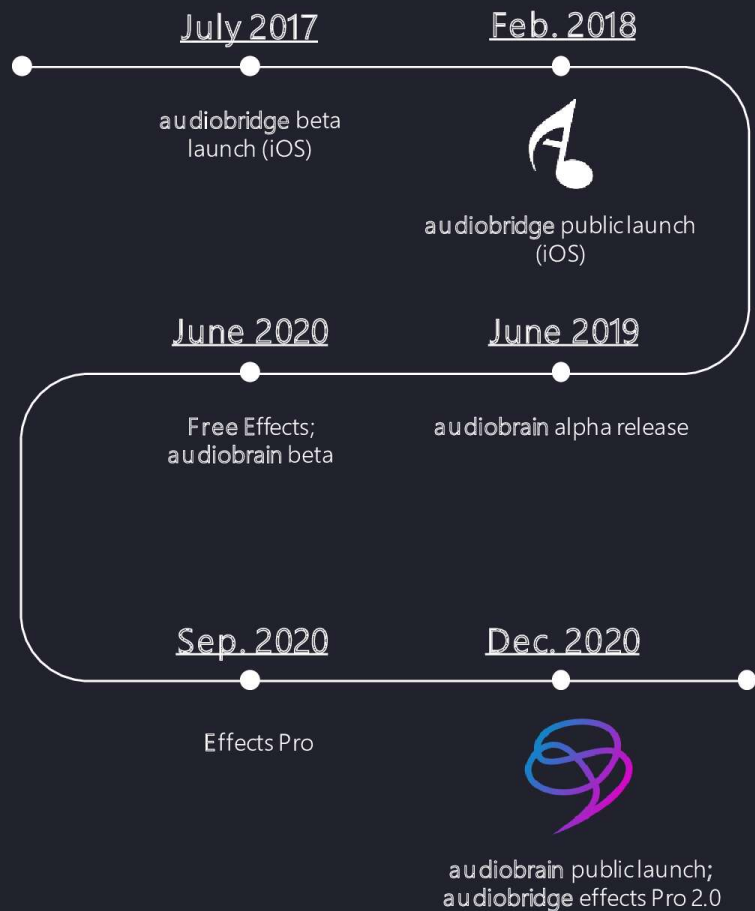 July 2017
Feb. 2018
audiobridge beta
launch (iOS)
audiobridge public launch
(iOS)
June 2020
June 2019
Free Effects;
audiobrain beta
audiobrain alpha release
Sep. 2020
Dec. 2020
Effects Pro
audiobrain public launch;
audiobridge effects Pro 2.0